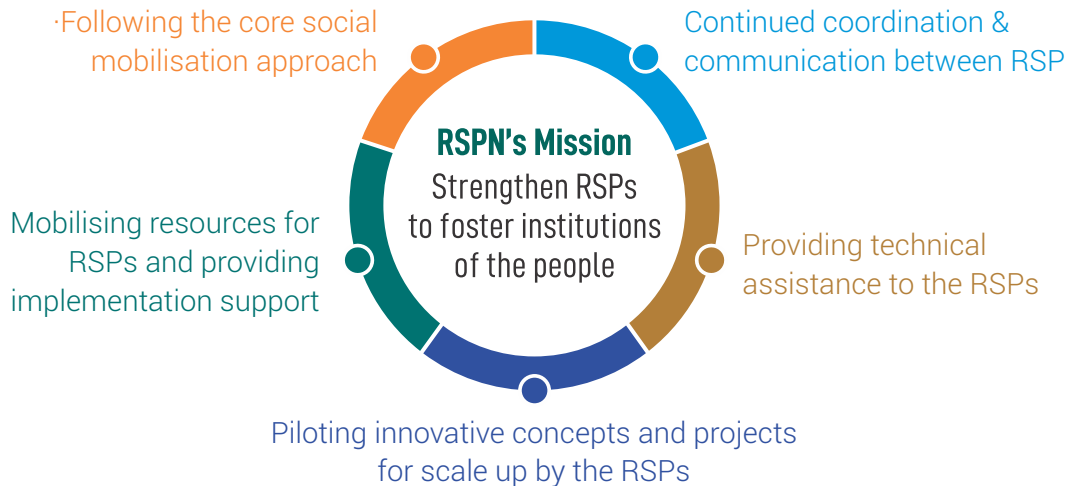 ·Following the core social
mobilisation approach
Continued coordination &
communication between RSP
RSPN's Mission
Strengthen RSPs
to foster institutions
of the people
Mobilising resources for
RSPs and providing
implementation support
Providing technical
assistance to the RSPs
Piloting innovative concepts and projects
for scale up by the RSPs